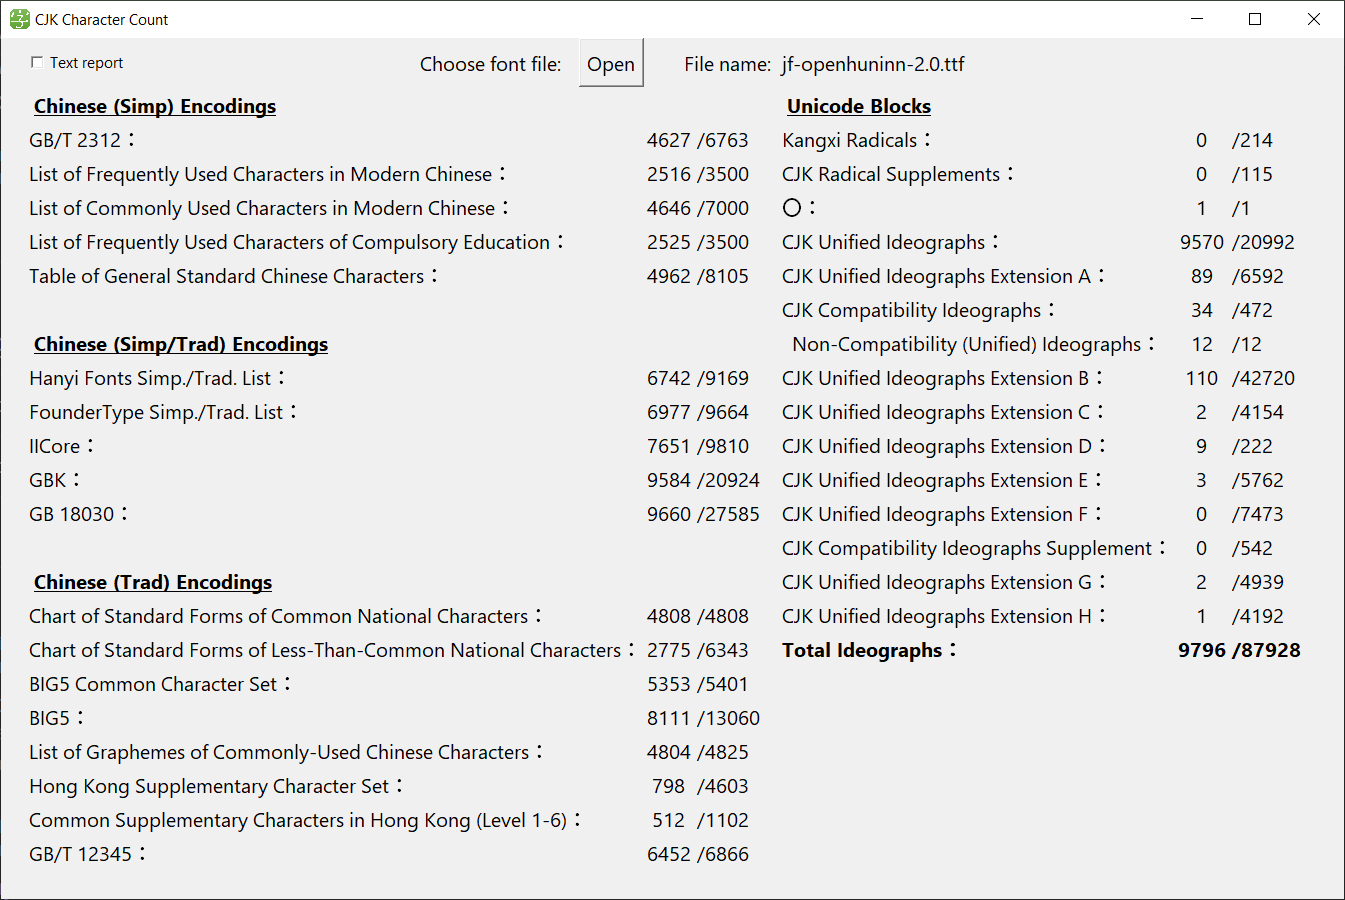 CJK Character Count
Text report
Choose font file: Open File name: jf-openhuninn-2.0.ttf
Chinese (Simp) Encodings
GB/T 2312： 4627 /6763
List of Frequently Used Characters in Modern Chinese： 2516 /3500
List of Commonly Used Characters in Modern Chinese： 4646 /7000
List of Frequently Used Characters of Compulsory Education： 2525 /3500
Table of General Standard Chinese Characters： 4962 /8105
Chinese (Simp/Trad) Encodings
Hanyi Fonts Simp./Trad. List： 6742 /9169
FounderType Simp./Trad. List： 6977 /9664
IICore： 7651 /9810
GBK： 9584 /20924
GB 18030： 9660 /27585
Chinese (Trad) Encodings
Chart of Standard Forms of Common National Characters： 4808 /4808
Chart of Standard Forms of Less-Than-Common National Characters： 2775 /6343
BIG5 Common Character Set： 5353 /5401
BIG5： 8111 /13060
List of Graphemes of Commonly-Used Chinese Characters： 4804 /4825
Hong Kong Supplementary Character Set： 798 /4603
Common Supplementary Characters in Hong Kong (Level 1-6)： 512 /1102
GB/T 12345： 6452 /6866
Unicode Blocks
Kangxi Radicals： 0 /214
CJK Radical Supplements： 0 /115
〇： 1 /1
CJK Unified Ideographs： 9570 /20992
CJK Unified Ideographs Extension A： 89 /6592
CJK Compatibility Ideographs： 34 /472
Non-Compatibility (Unified) Ideographs： 12 /12
CJK Unified Ideographs Extension B： 110 /42720
CJK Unified Ideographs Extension C： 2 /4154
CJK Unified Ideographs Extension D： 9 /222
CJK Unified Ideographs Extension E： 3 /5762
CJK Unified Ideographs Extension F： 0 /7473
CJK Compatibility Ideographs Supplement： 0 /542
CJK Unified Ideographs Extension G： 2 /4939
CJK Unified Ideographs Extension H： 1 /4192
Total Ideographs： 9796 /87928